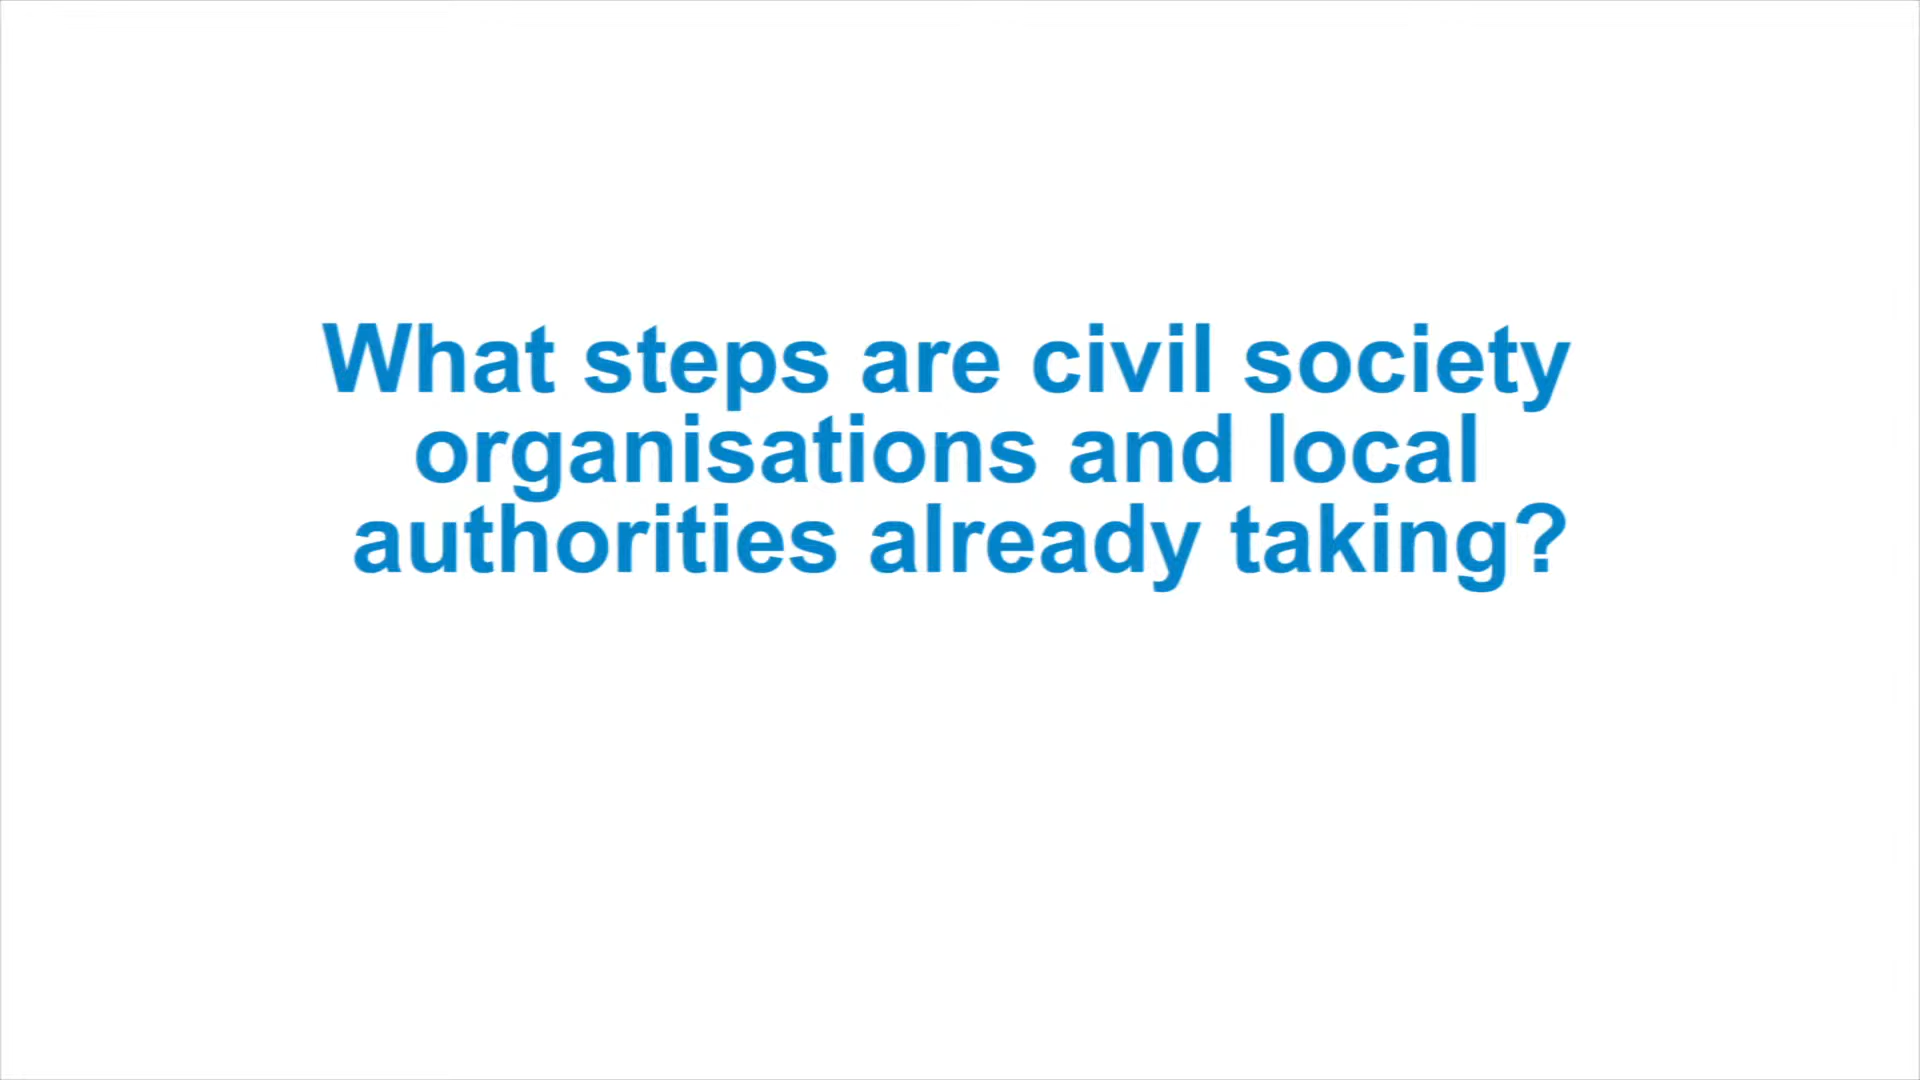 What steps are civil society
organisations and local
authorities already taking?